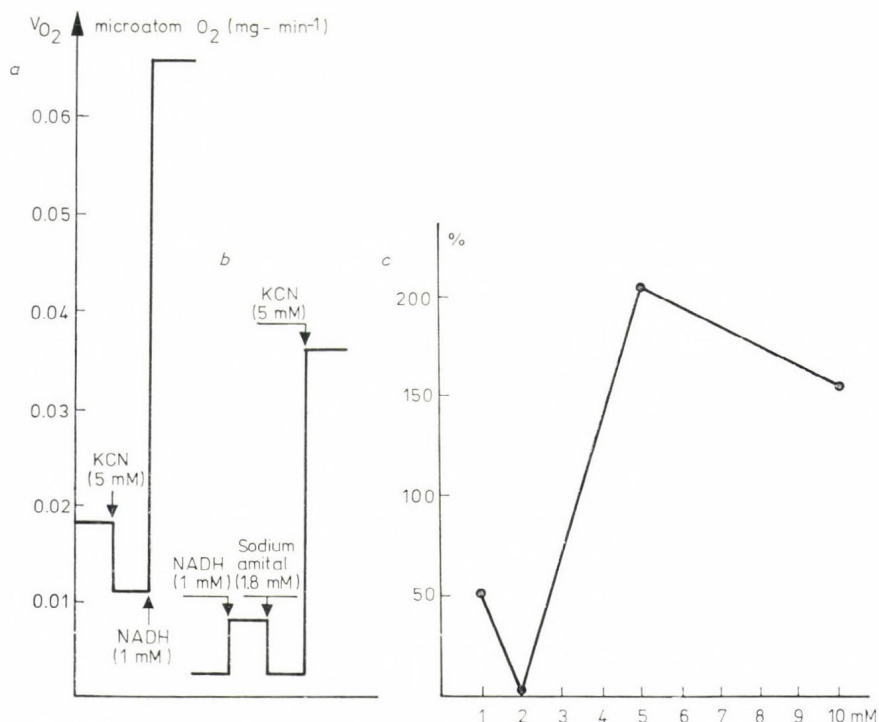 VO2 microatom O2 (mg-min-1)
a
0.06
0.05
b
c
%
KCN
(5 mM)
0.04
200
0.03
150
KCN
(5 mM)
0.02
100
NADH
(1 mM)
Sodium
amital
(1.8 mM)
0.01
50
NADH
(1 mM)
1 2 3 4 5 6 7 8 9 10 mM